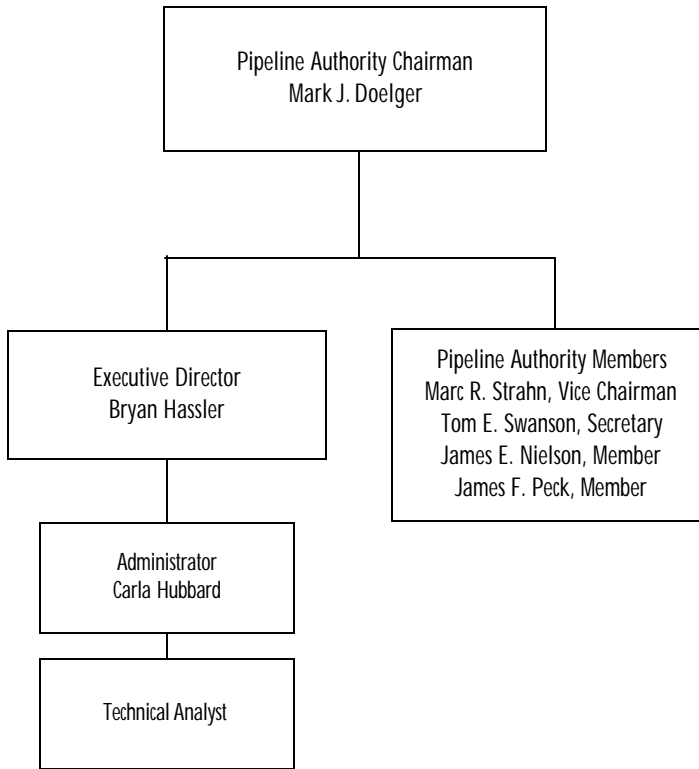 Pipeline Authority Chairman
Mark J. Doelger
Executive Director
Bryan Hassler
Pipeline Authority Members
Marc R. Strahn, Vice Chairman
Tom E. Swanson, Secretary
James E. Nielson, Member
James F. Peck, Member
Administrator
Carla Hubbard
Technical Analyst